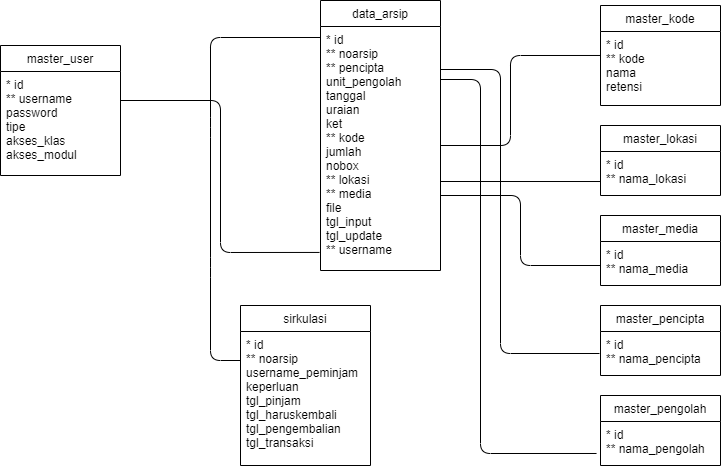 master_user
* id
** username
password
tipe
akses_klas
akses_modul
data_arsip
* id
** noarsip
** pencipta
unit_pengolah
tanggal
uraian
ket
** kode
jumlah
nobox
** lokasi
** media
file
tgl_input
tgl_update
** username
sirkulasi
* id
** noarsip
username_peminjam
keperluan
tgl_pinjam
tgl_haruskembali
tgl_pengembalian
tgl_transaksi
master_kode
* id
** kode
nama
retensi
master_lokasi
* id
** nama_lokasi
master_media
* id
** nama_media
master_pencipta
* id
** nama_pencipta
master_pengolah
* id
** nama_pengolah